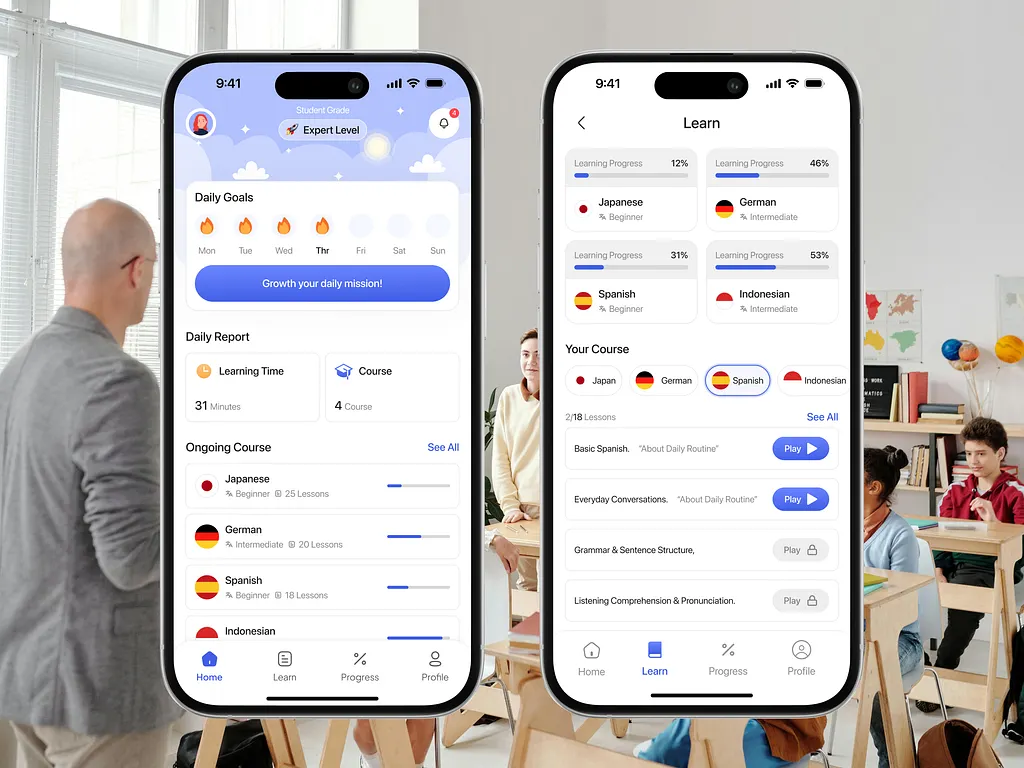 9:41
Student Grade
🚀 Expert Level
4
Daily Goals
Mon Tue Wed Thr Fri Sat Sun
Growth your daily mission!
Daily Report
Learning Time
31 Minutes
Course
4 Course
Ongoing Course See All
Japanese
Beginner 25 Lessons
German
Intermediate 20 Lessons
Spanish
Beginner 18 Lessons
Indonesian
Home Learn Progress Profile
9:41
Learn
Learning Progress 12%
Japanese
Beginner
Learning Progress 46%
German
Intermediate
Learning Progress 31%
Spanish
Beginner
Learning Progress 53%
Indonesian
Intermediate
Your Course
Japan German Spanish Indonesian
2/18 Lessons See All
Basic Spanish. “About Daily Routine” Play
Everyday Conversations. “About Daily Routine” Play
Grammar & Sentence Structure, Play
Listening Comprehension & Pronunciation. Play
Home Learn Progress Profile